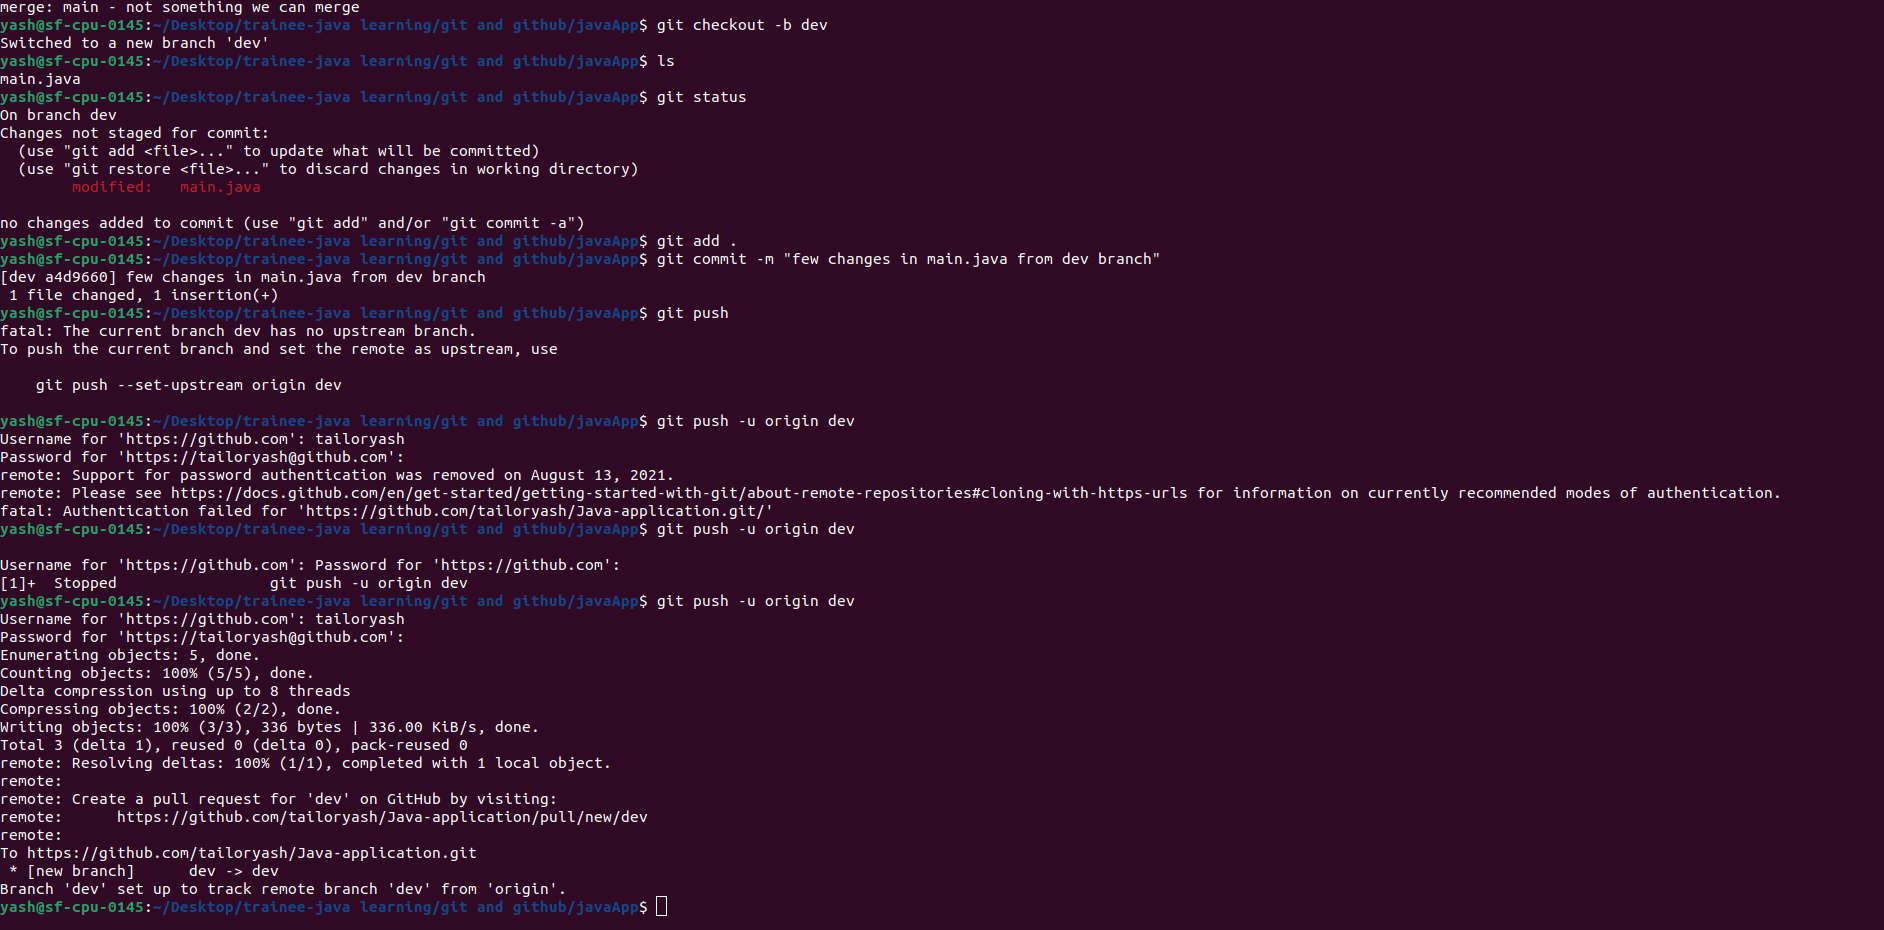 merge: main - not something we can merge
yash@sf-cpu-0145:~/Desktop/trainee-java learning/git and github/javaApp$ git checkout -b dev
Switched to a new branch 'dev'
yash@sf-cpu-0145:~/Desktop/trainee-java learning/git and github/javaApp$ ls
main.java
yash@sf-cpu-0145:~/Desktop/trainee-java learning/git and github/javaApp$ git status
On branch dev
Changes not staged for commit:
  (use "git add <file>..." to update what will be committed)
  (use "git restore <file>..." to discard changes in working directory)
        modified:   main.java

no changes added to commit (use "git add" and/or "git commit -a")
yash@sf-cpu-0145:~/Desktop/trainee-java learning/git and github/javaApp$ git add .
yash@sf-cpu-0145:~/Desktop/trainee-java learning/git and github/javaApp$ git commit -m "few changes in main.java from dev branch"
[dev a4d9660] few changes in main.java from dev branch
 1 file changed, 1 insertion(+)
yash@sf-cpu-0145:~/Desktop/trainee-java learning/git and github/javaApp$ git push
fatal: The current branch dev has no upstream branch.
To push the current branch and set the remote as upstream, use

    git push --set-upstream origin dev

yash@sf-cpu-0145:~/Desktop/trainee-java learning/git and github/javaApp$ git push -u origin dev
Username for 'https://github.com': tailoryash
Password for 'https://tailoryash@github.com':
remote: Support for password authentication was removed on August 13, 2021.
remote: Please see https://docs.github.com/en/get-started/getting-started-with-git/about-remote-repositories#cloning-with-https-urls for information on currently recommended modes of authentication.
fatal: Authentication failed for 'https://github.com/tailoryash/Java-application.git/'
yash@sf-cpu-0145:~/Desktop/trainee-java learning/git and github/javaApp$ git push -u origin dev

Username for 'https://github.com': Password for 'https://github.com':
[1]+  Stopped                 git push -u origin dev
yash@sf-cpu-0145:~/Desktop/trainee-java learning/git and github/javaApp$ git push -u origin dev
Username for 'https://github.com': tailoryash
Password for 'https://tailoryash@github.com':
Enumerating objects: 5, done.
Counting objects: 100% (5/5), done.
Delta compression using up to 8 threads
Compressing objects: 100% (2/2), done.
Writing objects: 100% (3/3), 336 bytes | 336.00 KiB/s, done.
Total 3 (delta 1), reused 0 (delta 0), pack-reused 0
remote: Resolving deltas: 100% (1/1), completed with 1 local object.
remote:
remote: Create a pull request for 'dev' on GitHub by visiting:
remote:      https://github.com/tailoryash/Java-application/pull/new/dev
remote:
To https://github.com/tailoryash/Java-application.git
 * [new branch]      dev -> dev
Branch 'dev' set up to track remote branch 'dev' from 'origin'.
yash@sf-cpu-0145:~/Desktop/trainee-java learning/git and github/javaApp$